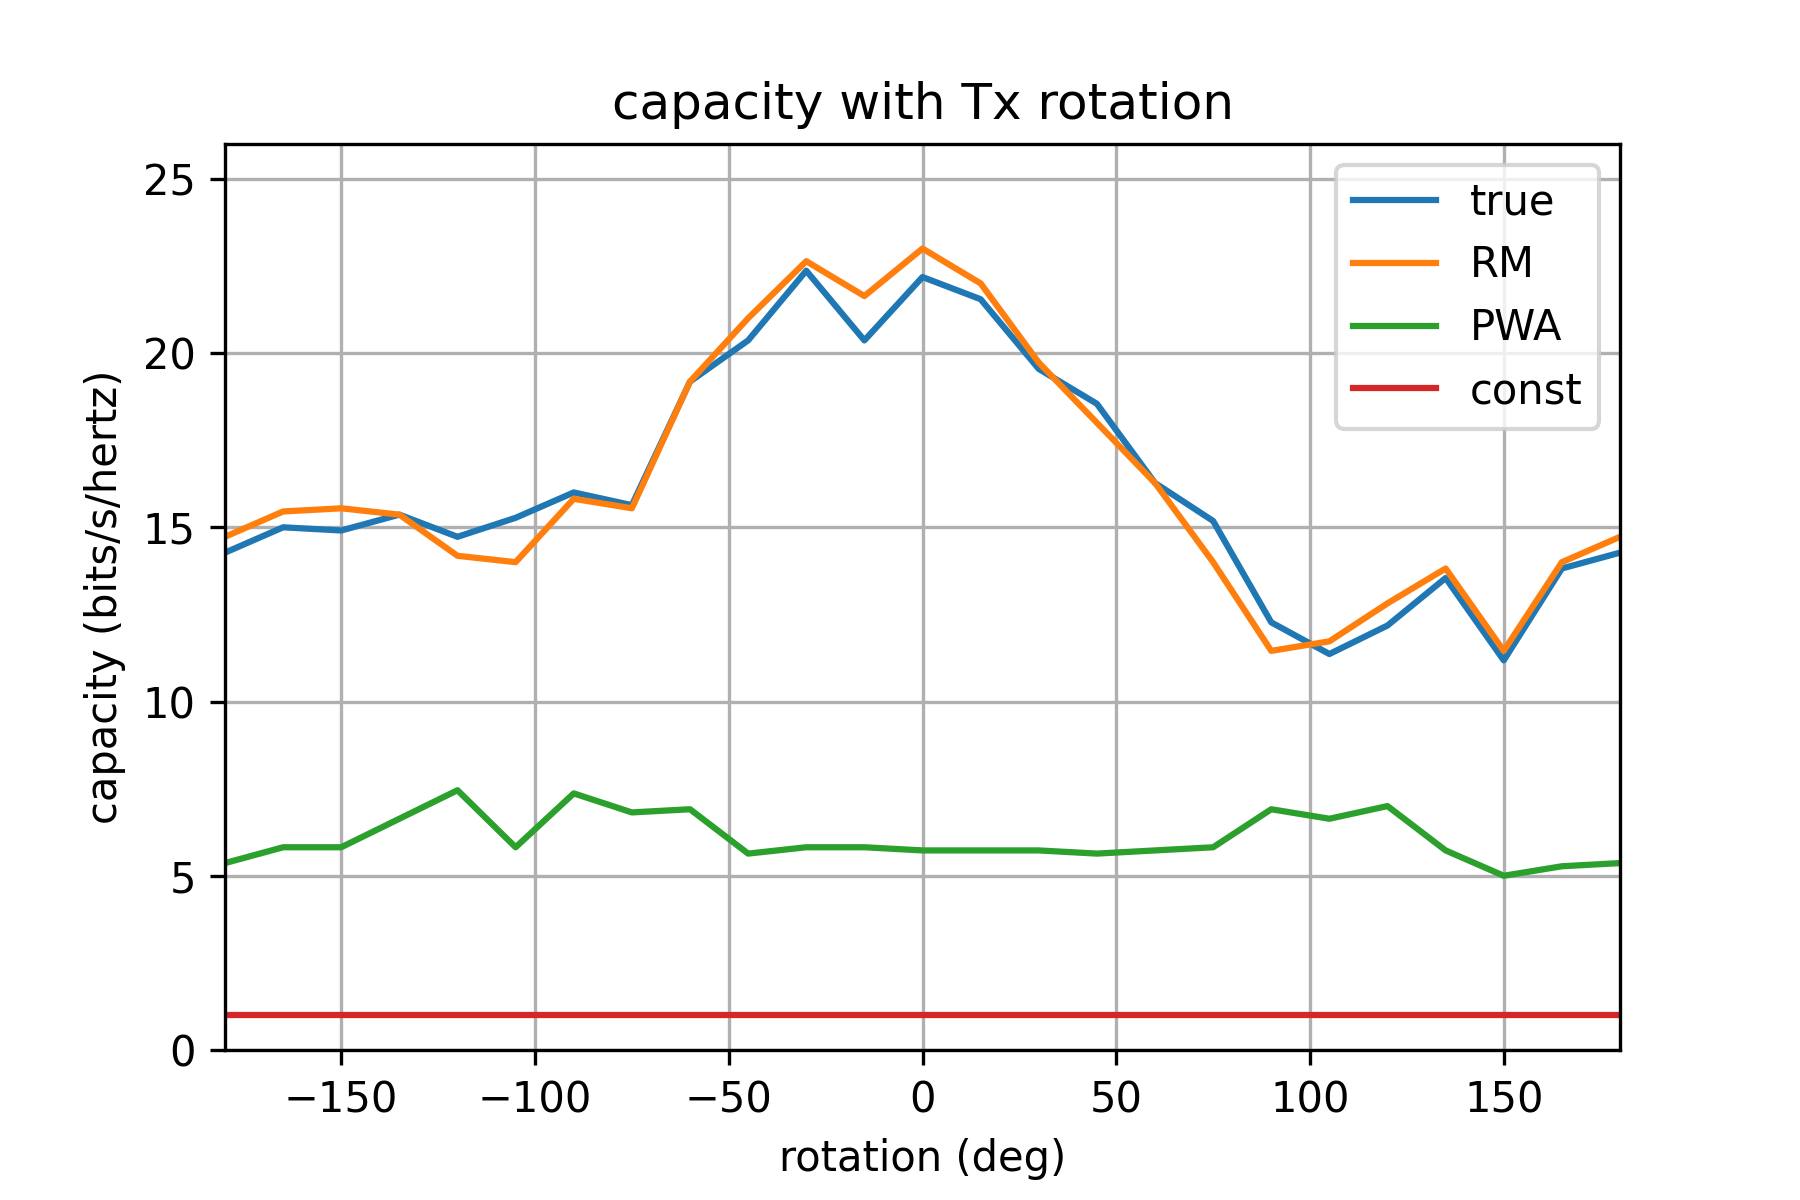 capacity with Tx rotation
capacity (bits/s/hertz)
25
20
15
10
5
0
true
RM
PWA
const
−150
−100
−50
0
50
100
150
rotation (deg)